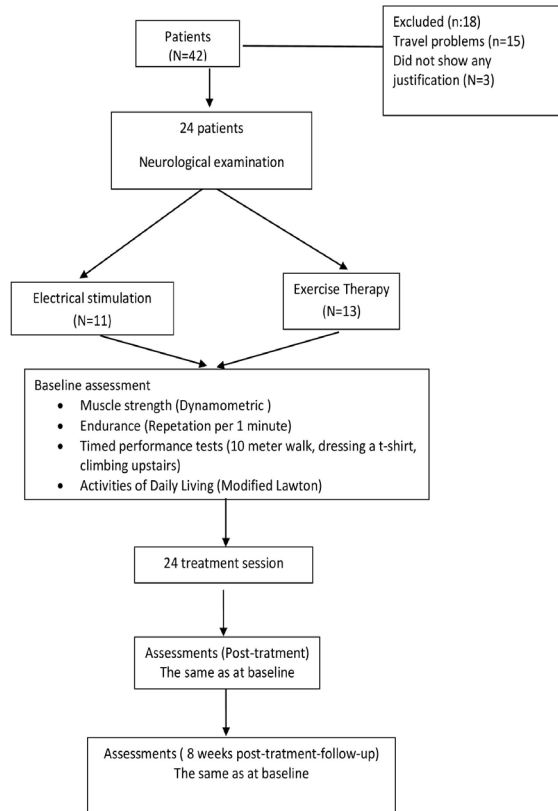 Patients
(N=42)
Excluded (n:18)
Travel problems (n=15)
Did not show any
justification (N=3)
24 patients
Neurological examination
Electrical stimulation
(N=11)
Exercise Therapy
(N=13)
Baseline assessment
• Muscle strength (Dynamometric )
• Endurance (Repetation per 1 minute)
• Timed performance tests (10 meter walk, dressing a t-shirt,
climbing upstairs)
• Activities of Daily Living (Modified Lawton)
24 treatment session
Assessments (Post-tratment)
The same as at baseline
Assessments ( 8 weeks post-tratment-follow-up)
The same as at baseline